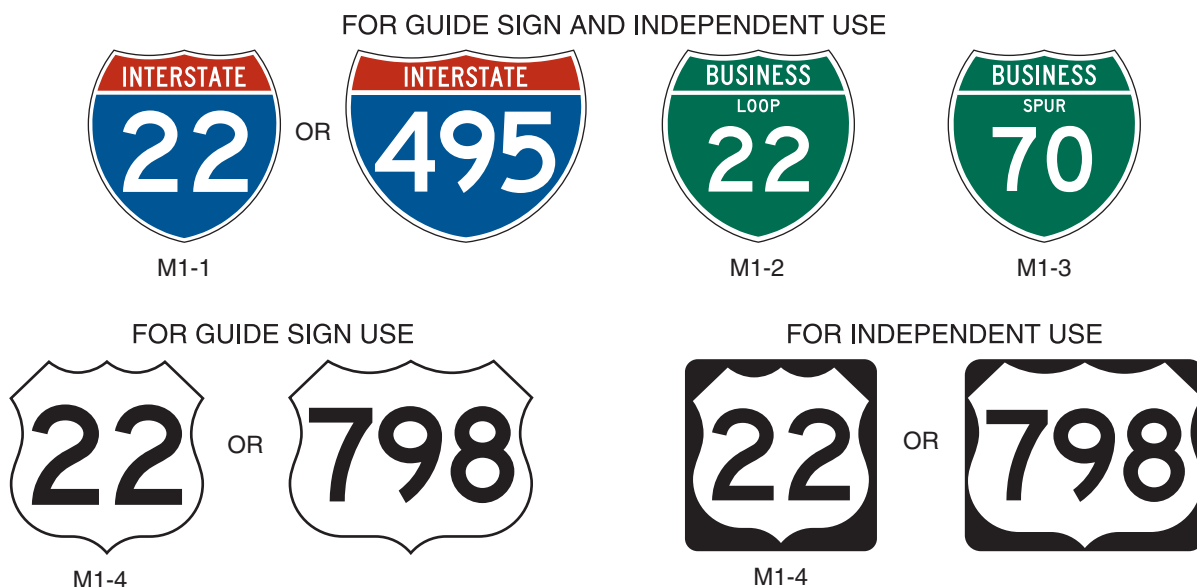 FOR GUIDE SIGN AND INDEPENDENT USE
INTERSTATE
22
OR
INTERSTATE
495
BUSINESS
LOOP
22
BUSINESS
SPUR
70
M1-1
M1-2
M1-3
FOR GUIDE SIGN USE
FOR INDEPENDENT USE
22
OR
798
22
OR
798
M1-4
M1-4